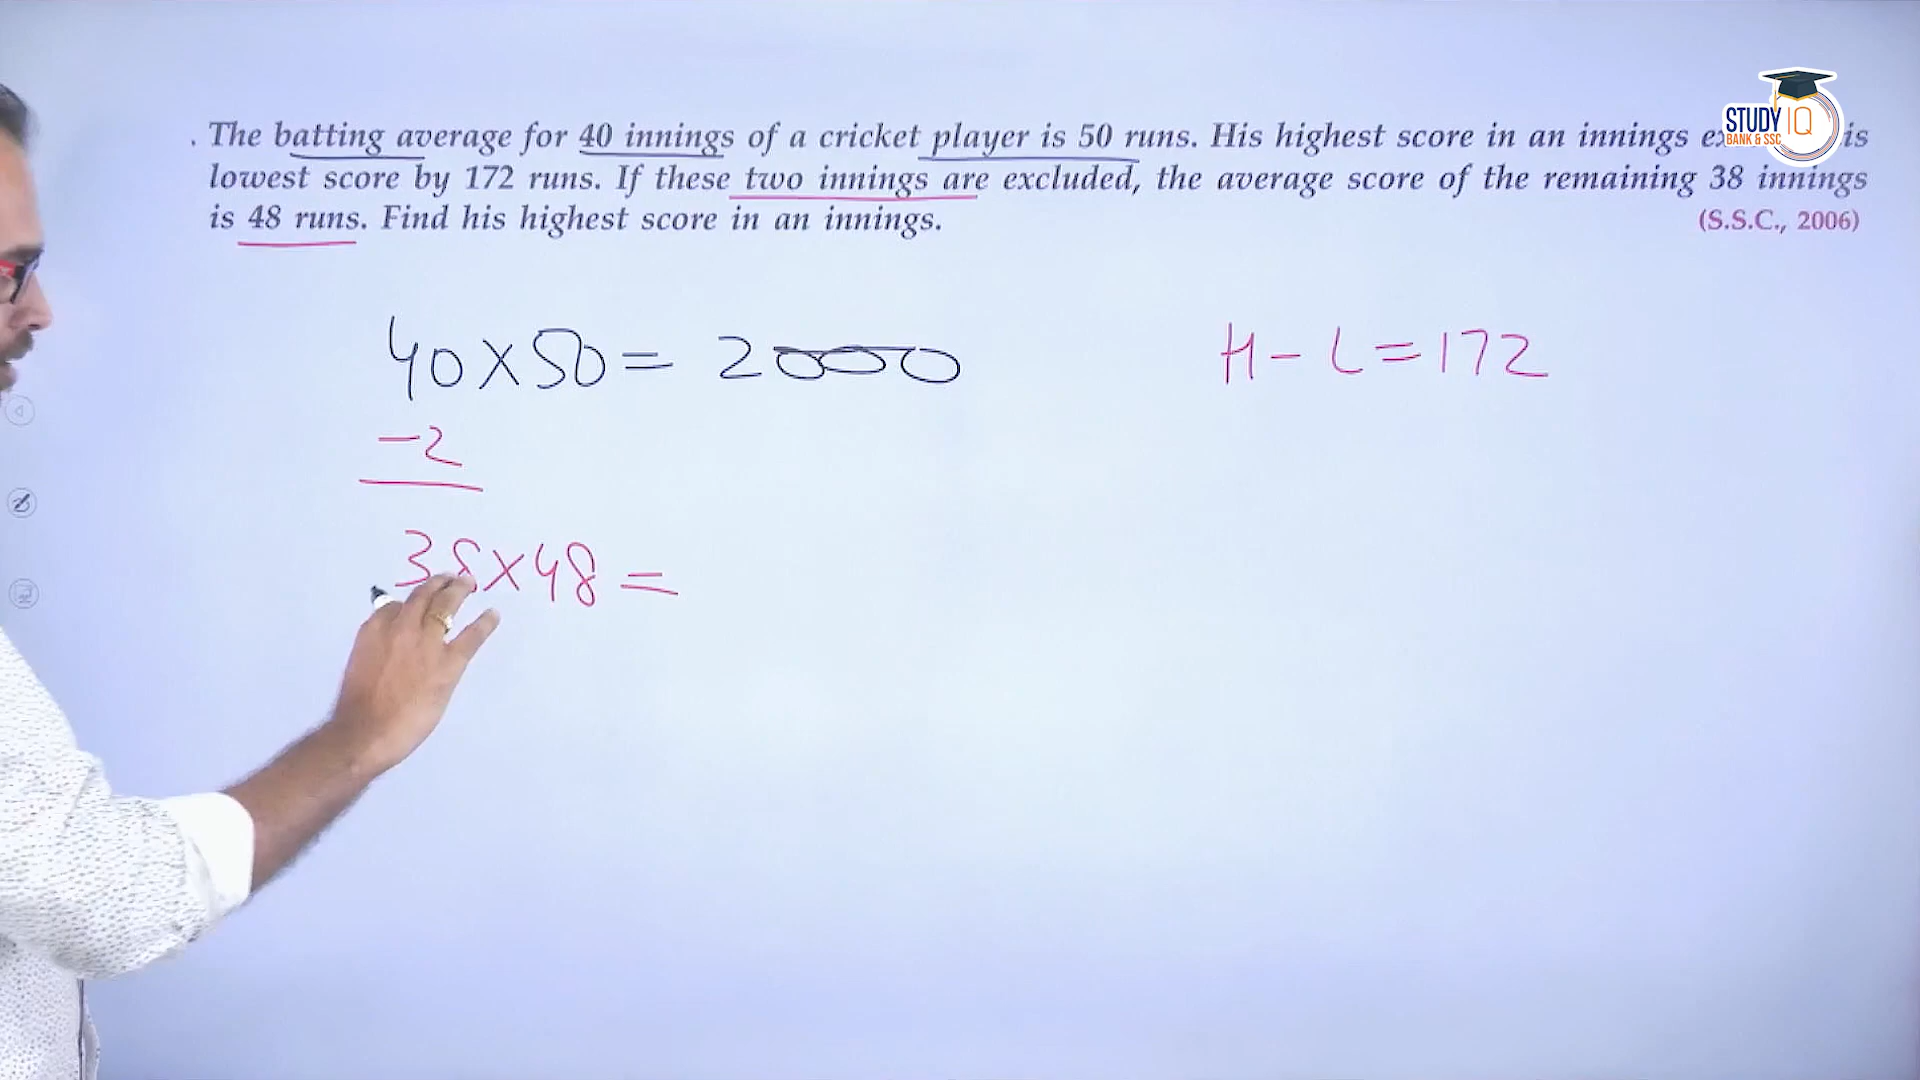 . The batting average for 40 innings of a cricket player is 50 runs. His highest score in an innings is
lowest score by 172 runs. If these two innings are excluded, the average score of the remaining 38 innings
is 48 runs. Find his highest score in an innings. (S.S.C., 2006)
STUDY IQ
BANK & SSC
40 X 50 = 2000
H - L = 172
-2
38 X 48 =